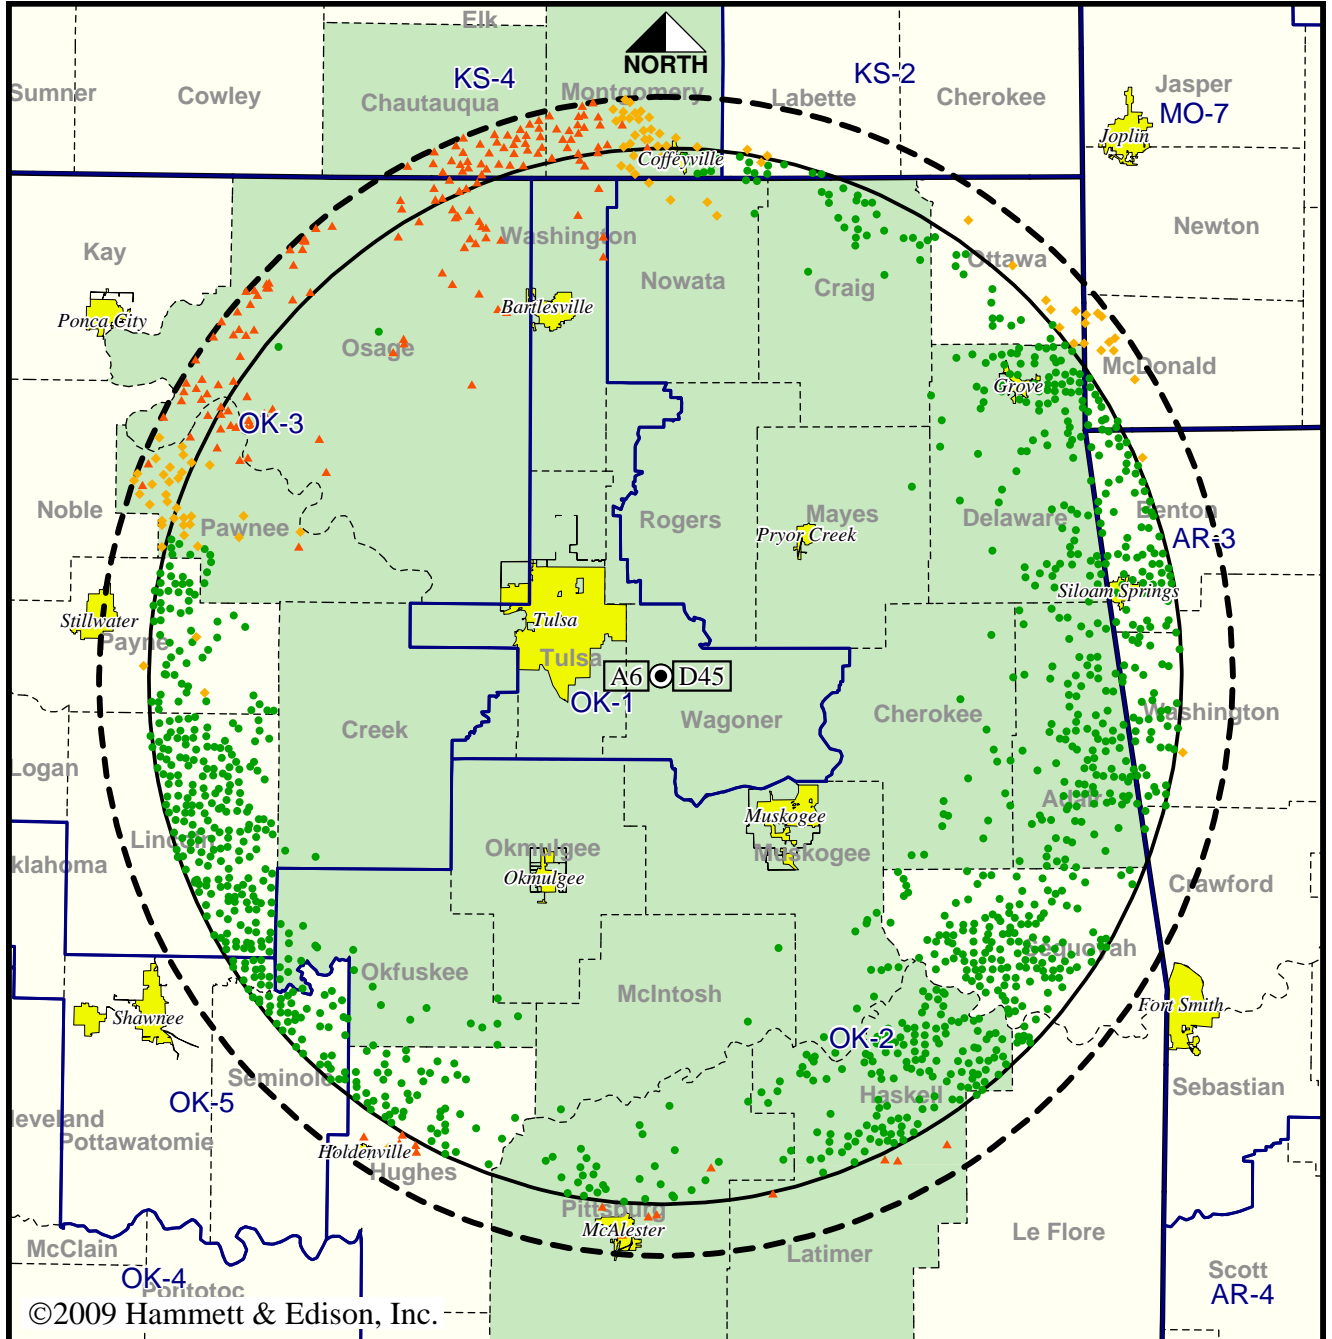 Elk
NORTH
KS-4
KS-2
Sumner
Cowley
Chautauqua
Montgomery
Labette
Cherokee
Jasper
MO-7
Joplin
Coffeyville
Kay
Washington
Nowata
Craig
Ottawa
Newton
Ponca City
Bartlesville
Osage
Grove
McDonald
OK-3
Noble
Pawnee
Rogers
Mayes
Pryor Creek
Delaware
Benton
AR-3
Stillwater
Payne
Tulsa
Siloam Springs
Tulsa
A6
D45
OK-1
Creek
Wagoner
Cherokee
Washington
Logan
Lincoln
Adair
Muskogee
Okmulgee
Muskogee
Okmulgee
klahoma
Crawford
Okfuskee
McIntosh
Sequoyah
Shawnee
Fort Smith
OK-2
Seminole
Haskell
Sebastian
OK-5
leveland
Pottawatomie
Holdenville
Hughes
Pittsburg
McAlester
Latimer
Le Flore
McClain
OK-4
Pontotoc
Scott
AR-4
©2009 Hammett & Edison, Inc.